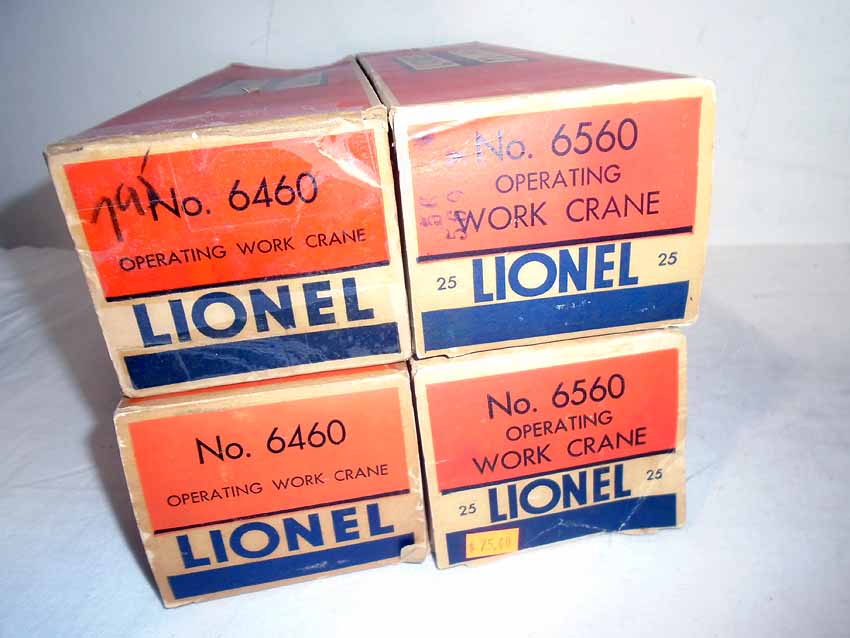 No. 6460
OPERATING WORK CRANE
LIONEL
No. 6560
OPERATING
WORK CRANE
25 LIONEL 25
No. 6460
OPERATING WORK CRANE
LIONEL
No. 6560
OPERATING
WORK CRANE
25 LIONEL 25